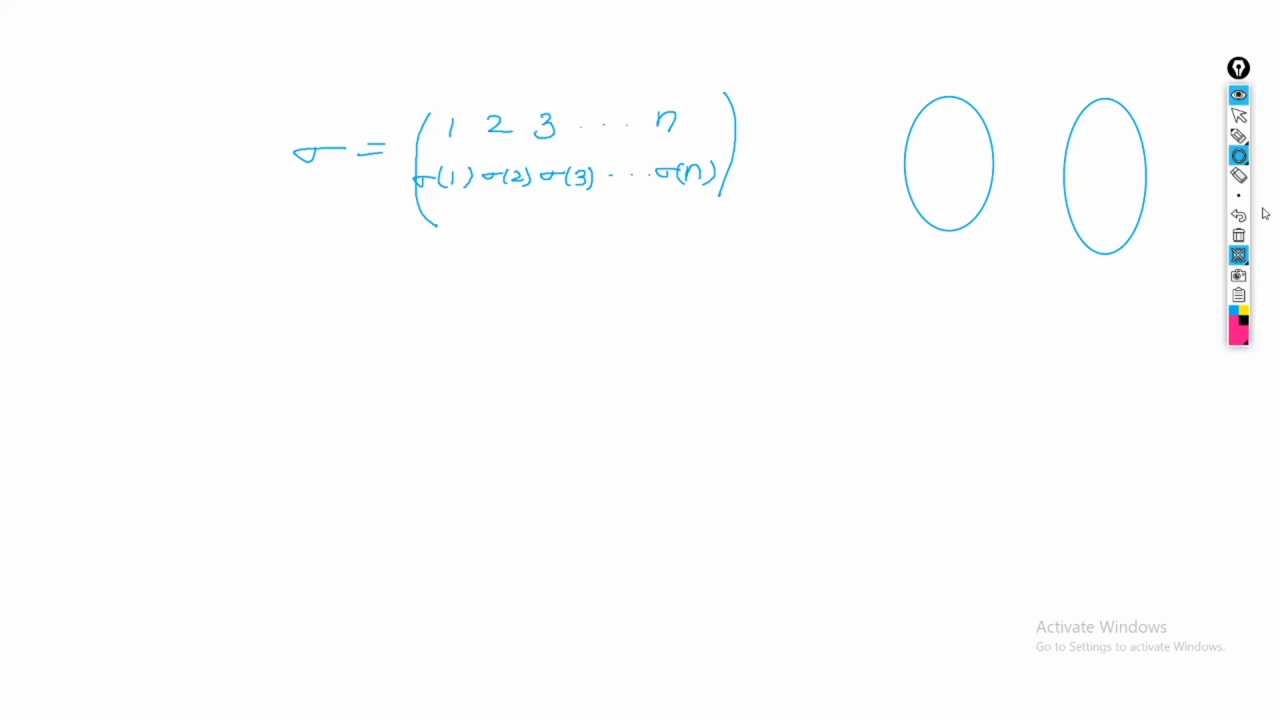 σ = ( 1 2 3 ... n
σ(1) σ(2) σ(3) ... σ(n) )
Activate Windows
Go to Settings to activate Windows.